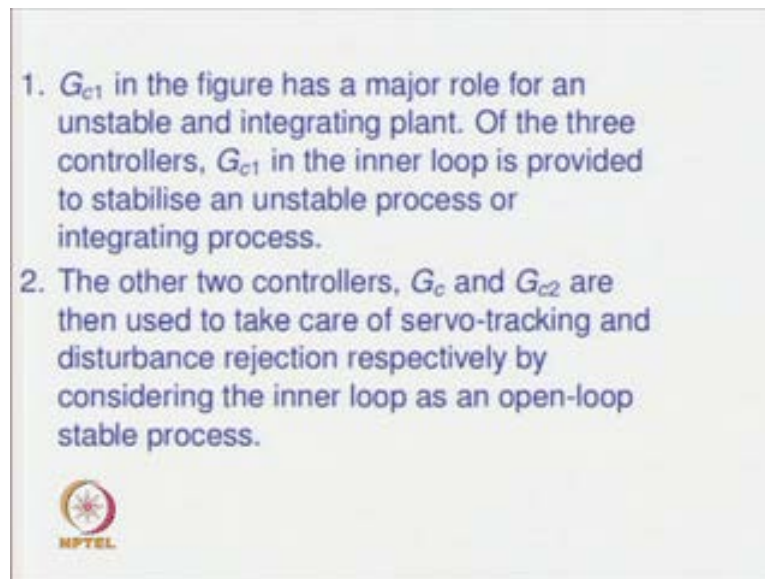 1. Gc1 in the figure has a major role for an
unstable and integrating plant. Of the three
controllers, Gc1 in the inner loop is provided
to stabilise an unstable process or
integrating process.
2. The other two controllers, Gc and Gc2 are
then used to take care of servo-tracking and
disturbance rejection respectively by
considering the inner loop as an open-loop
stable process.
NPTEL